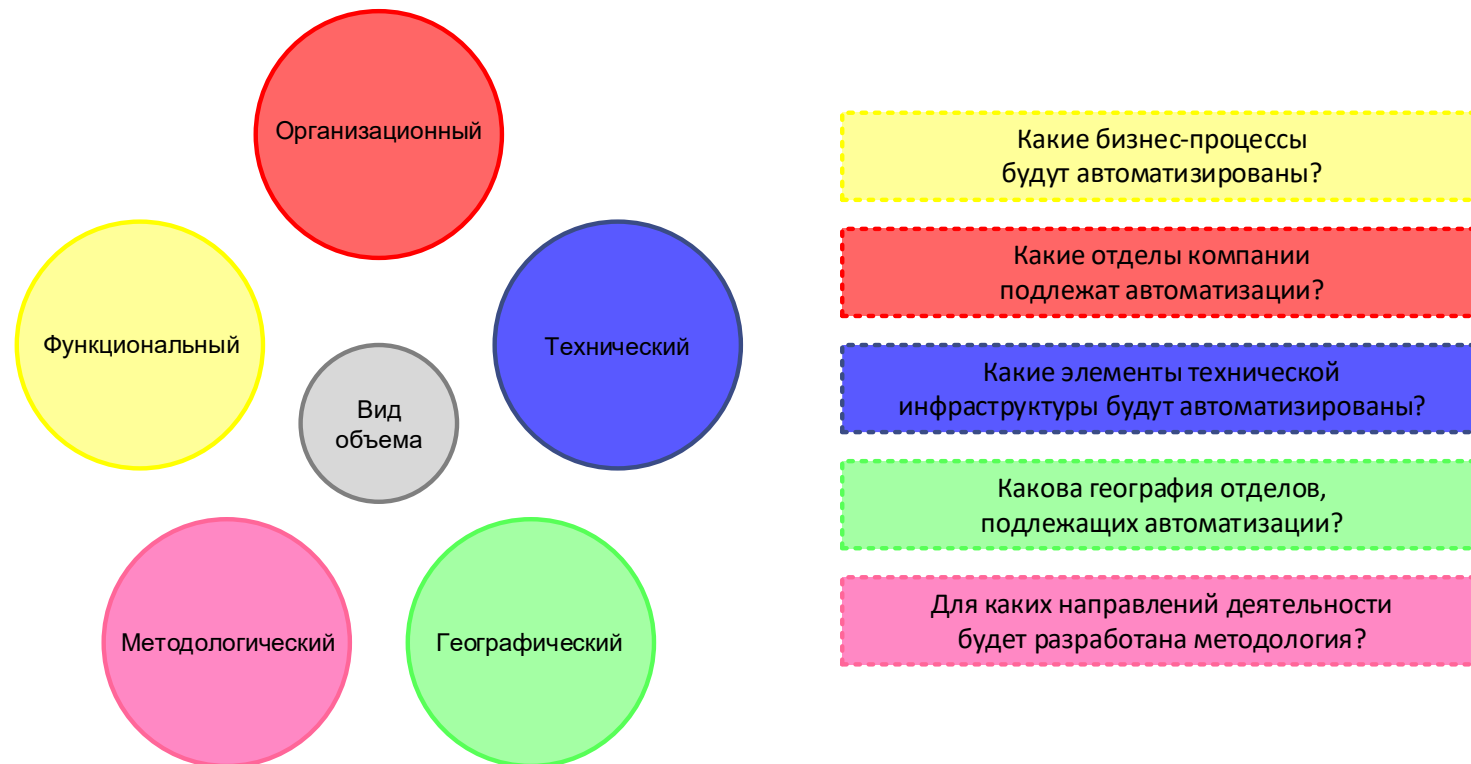 Организационный
Функциональный
Технический
Вид
объема
Методологический
Географический
Какие бизнес-процессы
будут автоматизированы?
Какие отделы компании
подлежат автоматизации?
Какие элементы технической
инфраструктуры будут автоматизированы?
Какова география отделов,
подлежащих автоматизации?
Для каких направлений деятельности
будет разработана методология?